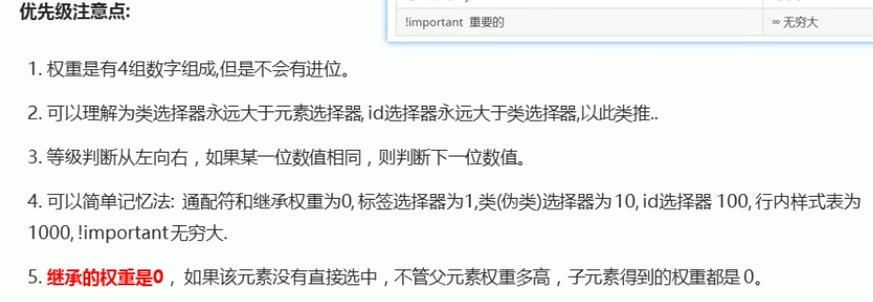 优先级注意点:
!important 重要的
∞ 无穷大
1. 权重是有4组数字组成,但是不会有进位。
2. 可以理解为类选择器永远大于元素选择器, id选择器永远大于类选择器,以此类推..
3. 等级判断从左向右，如果某一位数值相同，则判断下一位数值。
4. 可以简单记忆法: 通配符和继承权重为0, 标签选择器为1,类(伪类)选择器为 10, id选择器 100, 行内样式表为
1000, !important 无穷大.
5. 继承的权重是0， 如果该元素没有直接选中，不管父元素权重多高，子元素得到的权重都是 0。